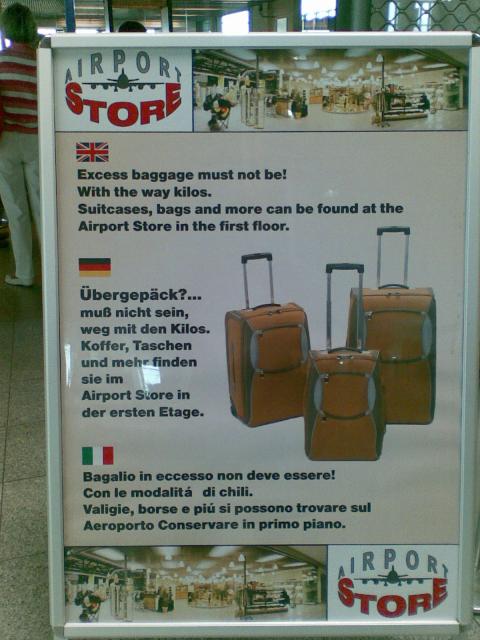 AIRPORT
STORE
Excess baggage must not be!
With the way kilos.
Suitcases, bags and more can be found at the
Airport Store in the first floor.
Übergepäck?...
muß nicht sein,
weg mit den Kilos.
Koffer, Taschen
und mehr finden
sie im
Airport Store in
der ersten Etage.
Bagalio in eccesso non deve essere!
Con le modalitá di chili.
Valigie, borse e piú si possono trovare sul
Aeroporto Conservare in primo piano.
AIRPORT
STORE